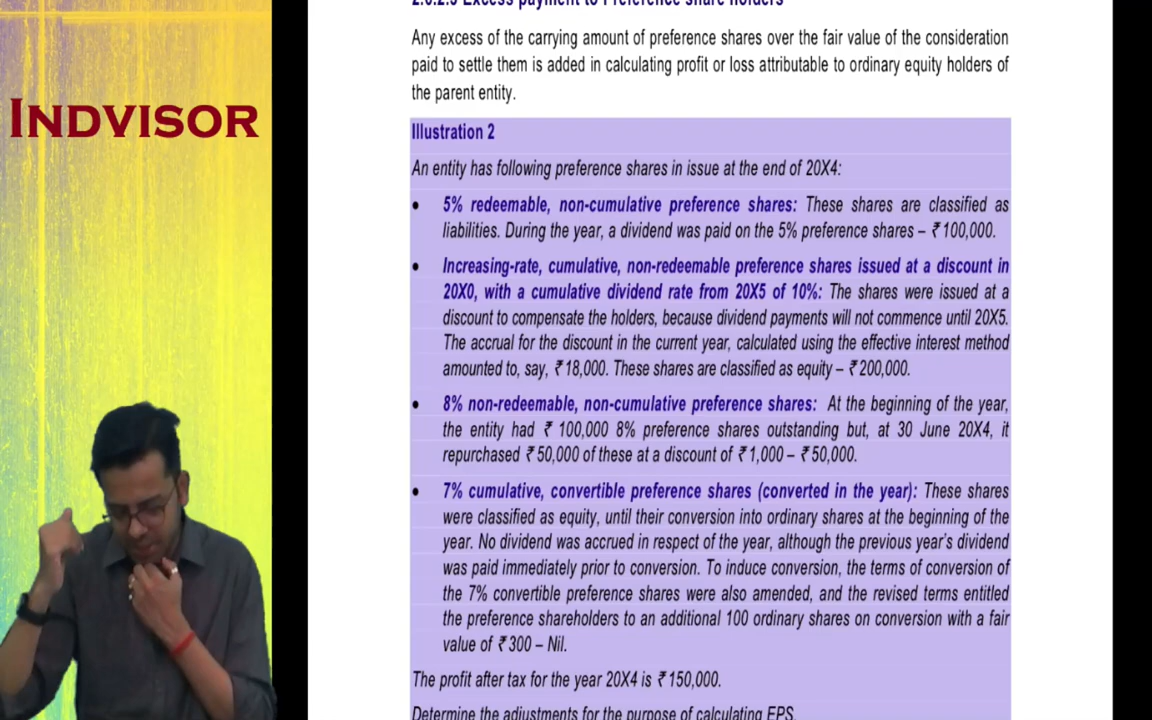 2.6.2.3 Excess payment to Preference share holders
Any excess of the carrying amount of preference shares over the fair value of the consideration
paid to settle them is added in calculating profit or loss attributable to ordinary equity holders of
the parent entity.
INDVISOR
Illustration 2
An entity has following preference shares in issue at the end of 20X4:
• 5% redeemable, non-cumulative preference shares: These shares are classified as
liabilities. During the year, a dividend was paid on the 5% preference shares – ₹ 100,000.
• Increasing-rate, cumulative, non-redeemable preference shares issued at a discount in
20X0, with a cumulative dividend rate from 20X5 of 10%: The shares were issued at a
discount to compensate the holders, because dividend payments will not commence until 20X5.
The accrual for the discount in the current year, calculated using the effective interest method
amounted to, say, ₹ 18,000. These shares are classified as equity – ₹ 200,000.
• 8% non-redeemable, non-cumulative preference shares: At the beginning of the year,
the entity had ₹ 100,000 8% preference shares outstanding but, at 30 June 20X4, it
repurchased ₹ 50,000 of these at a discount of ₹ 1,000 – ₹ 50,000.
• 7% cumulative, convertible preference shares (converted in the year): These shares
were classified as equity, until their conversion into ordinary shares at the beginning of the
year. No dividend was accrued in respect of the year, although the previous year's dividend
was paid immediately prior to conversion. To induce conversion, the terms of conversion of
the 7% convertible preference shares were also amended, and the revised terms entitled
the preference shareholders to an additional 100 ordinary shares on conversion with a fair
value of ₹ 300 – Nil.
The profit after tax for the year 20X4 is ₹ 150,000.
Determine the adjustments for the purpose of calculating EPS.